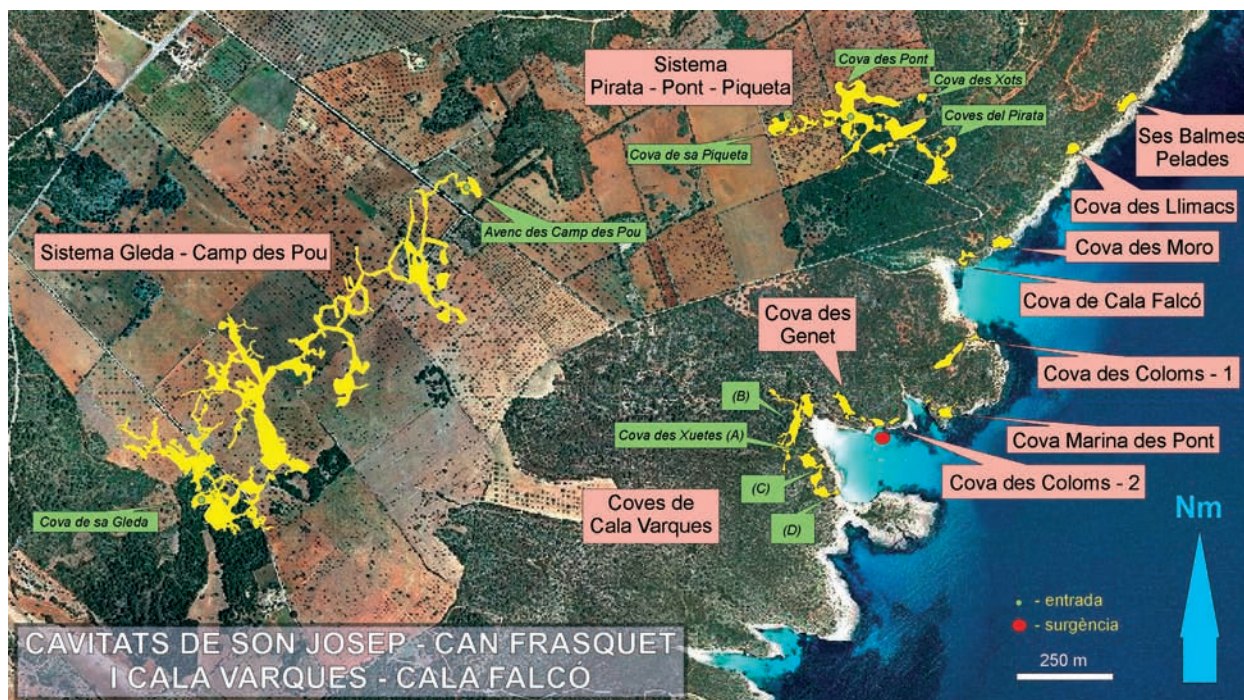 Cova des Pont
Sistema
Pirata - Pont - Piqueta
Cova des Xots
Coves del Pirata
Cova de sa Piqueta
Ses Balmes
Pelades
Cova des Llimacs
Avenc des Camp des Pou
Sistema Gleda - Camp des Pou
Cova des Moro
Cova de Cala Falcó
Cova des
Genet
Cova des Coloms - 1
(B)
Cova des Xuetes (A)
Cova Marina des Pont
Cova des Coloms - 2
(C)
Coves de
Cala Varques
(D)
Cova de sa Gleda
Nm
- entrada
- surgència
250 m
CAVITATS DE SON JOSEP - CAN FRASQUET
I CALA VARQUES - CALA FALCÓ